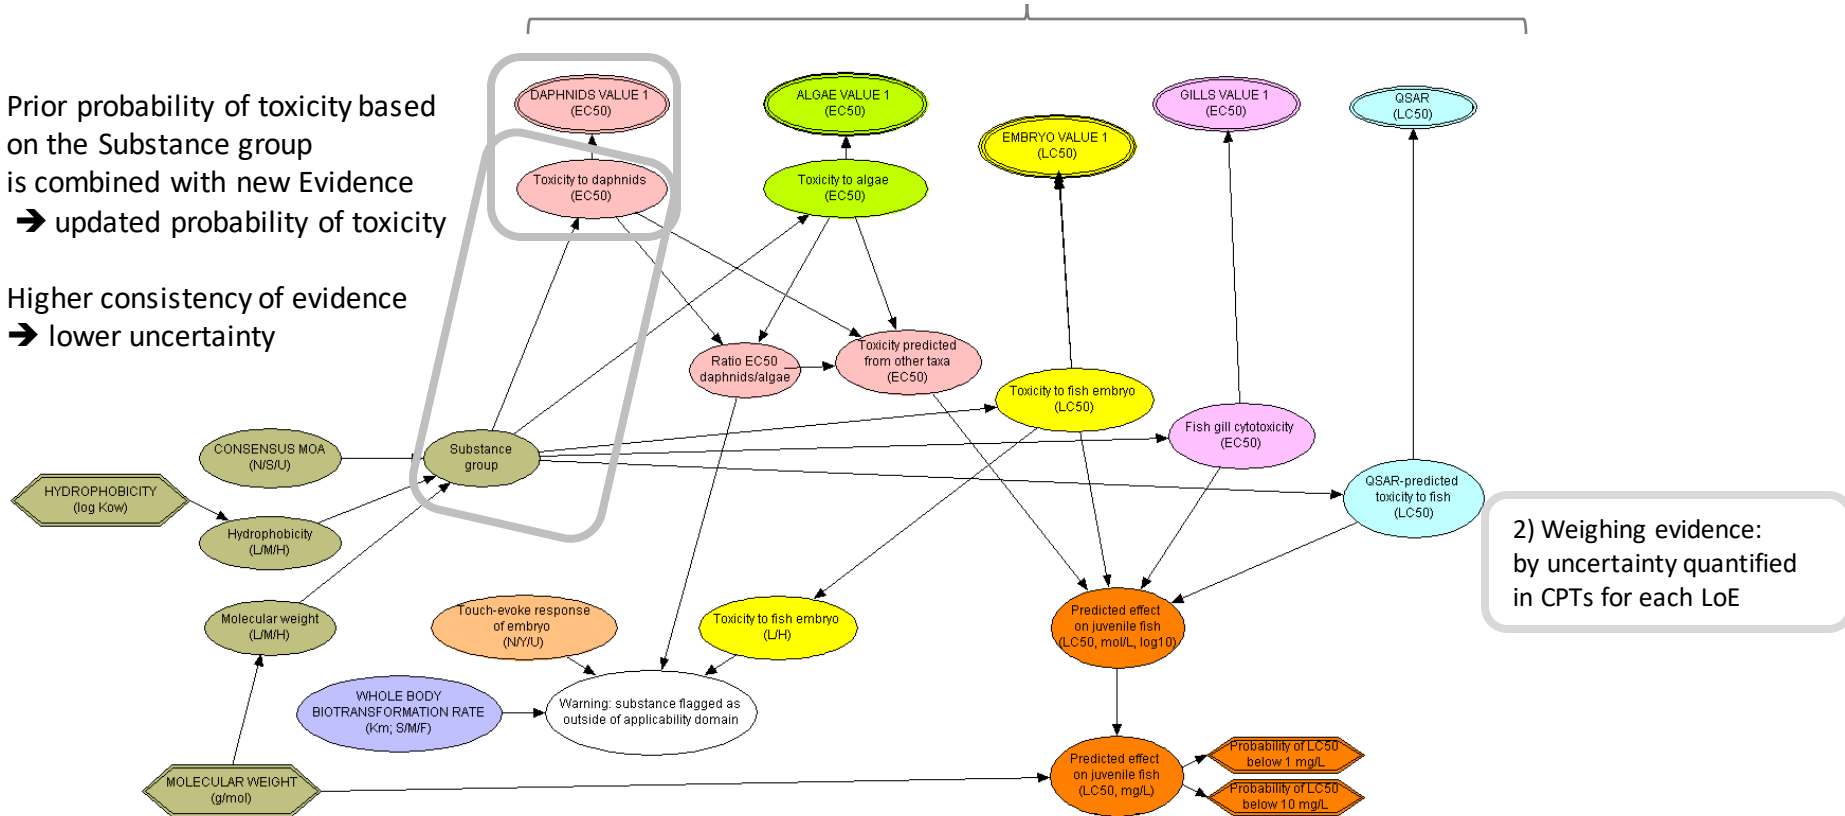 Prior probability of toxicity based
on the Substance group
is combined with new Evidence
➔ updated probability of toxicity
Higher consistency of evidence
➔ lower uncertainty
DAPHNIDS VALUE 1
(EC50)
ALGAE VALUE 1
(EC50)
EMBRYO VALUE 1
(LC50)
GILLS VALUE 1
(EC50)
QSAR
(LC50)
Toxicity to daphnids
(EC50)
Toxicity to algae
(EC50)
Ratio EC50
daphnids/algae
Toxicity predicted
from other taxa
(EC50)
Toxicity to fish embryo
(LC50)
Fish gill cytotoxicity
(EC50)
CONSENSUS MOA
(N/S/U)
Substance
group
HYDROPHOBICITY
(log Kow)
QSAR-predicted
toxicity to fish
(LC50)
Hydrophobicity
(L/M/H)
2) Weighing evidence:
by uncertainty quantified
in CPTs for each LoE
Molecular weight
(L/M/H)
Touch-evoke response
of embryo
(N/Y/U)
Toxicity to fish embryo
(L/H)
Predicted effect
on juvenile fish
(LC50, mol/L, log10)
WHOLE BODY
BIOTRANSFORMATION RATE
(Km; S/M/F)
Warning: substance flagged as
outside of applicability domain
MOLECULAR WEIGHT
(g/mol)
Predicted effect
on juvenile fish
(LC50, mg/L)
Probability of LC50
below 1 mg/L
Probability of LC50
below 10 mg/L